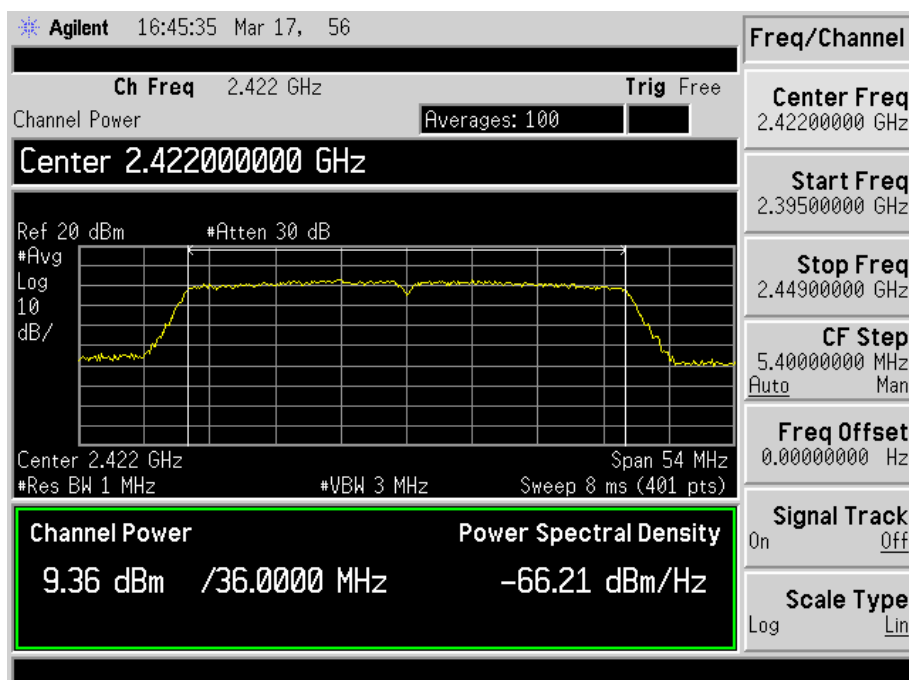 Agilent 16:45:35 Mar 17, 56
Freq/Channel
Ch Freq 2.422 GHz Trig Free
Channel Power Averages: 100
Center 2.422000000 GHz
Ref 20 dBm #Atten 30 dB
#Avg
Log
10
dB/
Center 2.422 GHz Span 54 MHz
#Res BW 1 MHz #VBW 3 MHz Sweep 8 ms (401 pts)
Channel Power Power Spectral Density
9.36 dBm /36.0000 MHz -66.21 dBm/Hz
Center Freq
2.42200000 GHz
Start Freq
2.39500000 GHz
Stop Freq
2.44900000 GHz
CF Step
5.40000000 MHz
Auto Man
Freq Offset
0.00000000 Hz
Signal Track
On Off
Scale Type
Log Lin